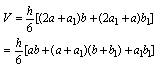 V = h/6 [(2a + a₁)b + (2a₁ + a)b₁]
= h/6 [ab + (a + a₁)(b + b₁) + a₁b₁]